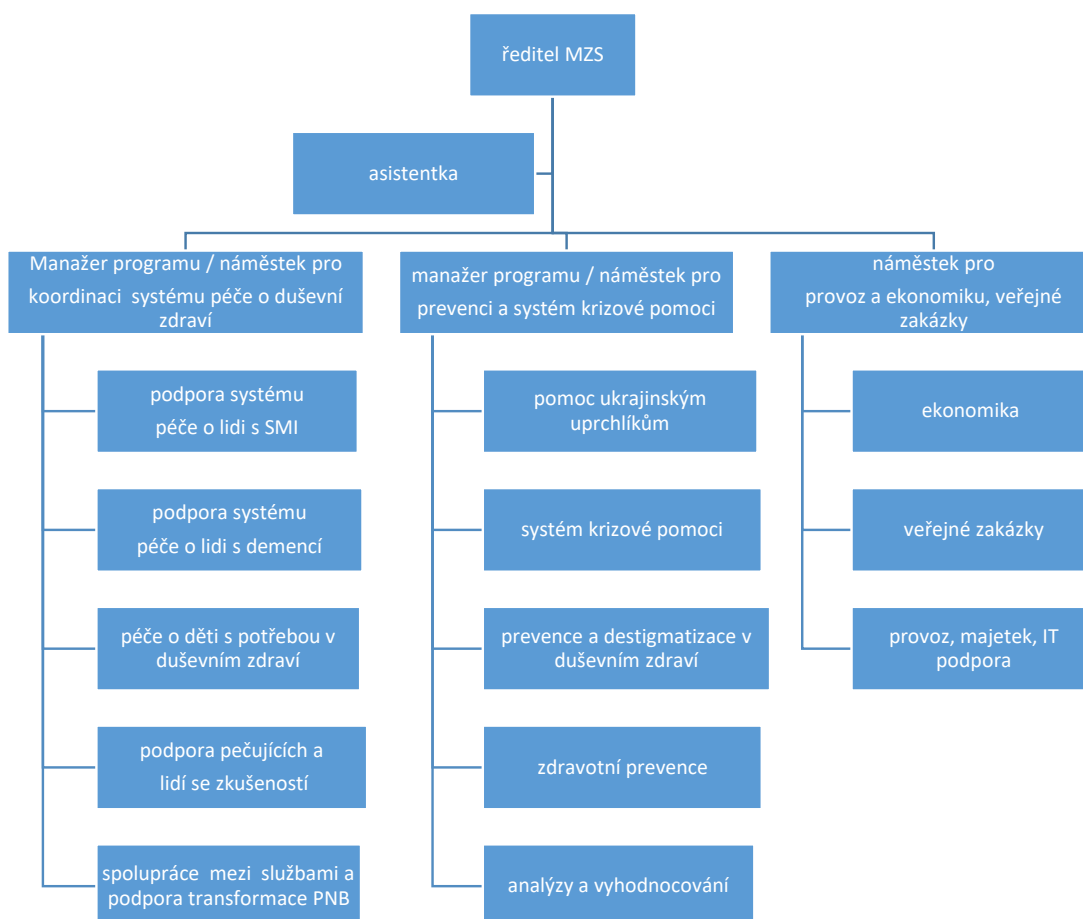 ředitel MZS
asistentka
Manažer programu / náměstek pro
koordinaci systému péče o duševní
zdraví
podpora systému
péče o lidi s SMI
podpora systému
péče o lidi s demencí
péče o děti s potřebou v
duševním zdraví
podpora pečujících a
lidí se zkušeností
spolupráce mezi službami a
podpora transformace PNB
manažer programu / náměstek pro
prevenci a systém krizové pomoci
pomoc ukrajinským
uprchlíkům
systém krizové pomoci
prevence a destigmatizace v
duševním zdraví
zdravotní prevence
analýzy a vyhodnocování
náměstek pro
provoz a ekonomiku, veřejné
zakázky
ekonomika
veřejné zakázky
provoz, majetek, IT
podpora